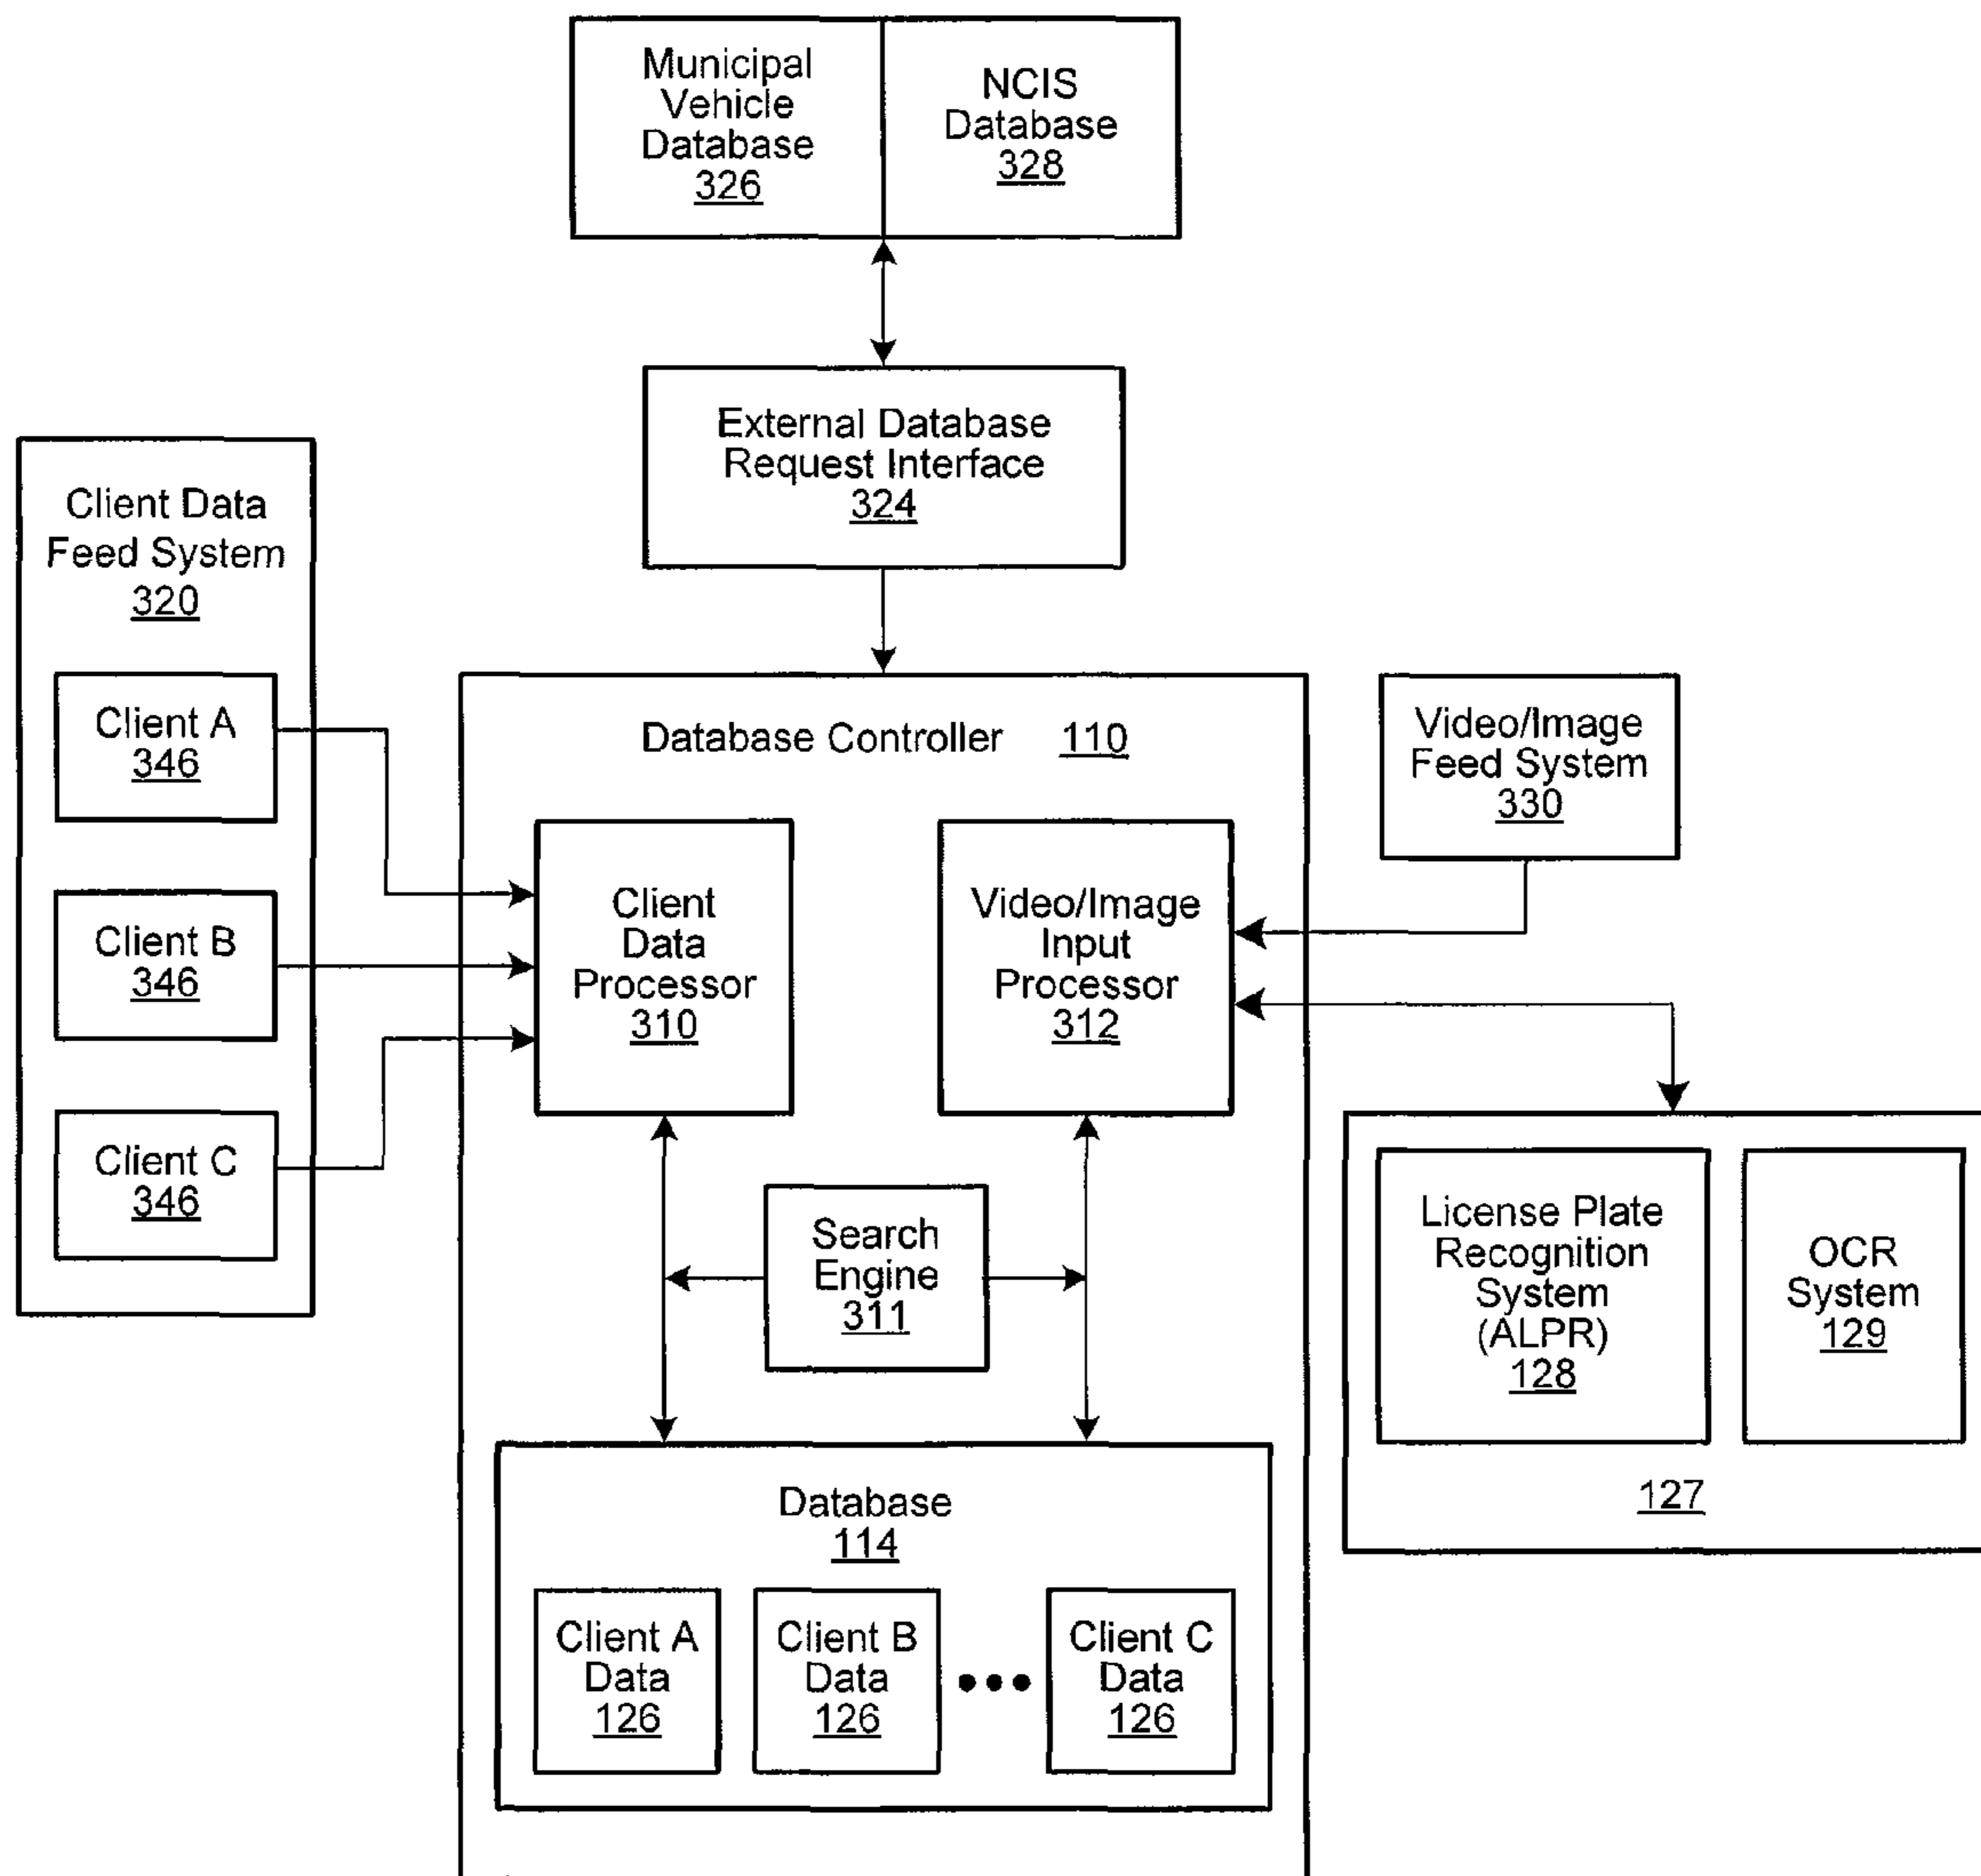 Municipal
Vehicle
Database
326
NCIS
Database
328
External Database
Request Interface
324
Client Data
Feed System
320
Client A
346
Client B
346
Client C
346
Database Controller 110
Client
Data
Processor
310
Video/Image
Input
Processor
312
Video/Image
Feed System
330
Search
Engine
311
License Plate
Recognition
System
(ALPR)
128
OCR
System
129
127
Database
114
Client A
Data
126
Client B
Data
126
Client C
Data
126